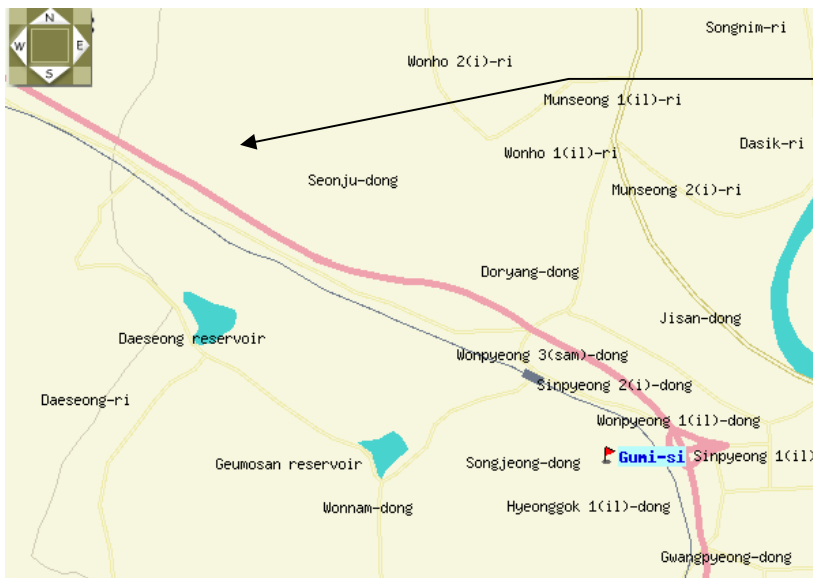 N
W E
S
Songnim-ri
Wonho 2(i)-ri
Munseong 1(il)-ri
Dasik-ri
Wonho 1(il)-ri
Seonju-dong
Munseong 2(i)-ri
Doryang-dong
Jisan-dong
Daeseong reservoir
Wonpyeong 3(sam)-dong
Sinpyeong 2(i)-dong
Daeseong-ri
Wonpyeong 1(il)-dong
Gumi-si
Sinpyeong 1(il)
Geumosan reservoir
Songjeong-dong
Wonnam-dong
Hyeonggok 1(il)-dong
Gwangpyeong-dong